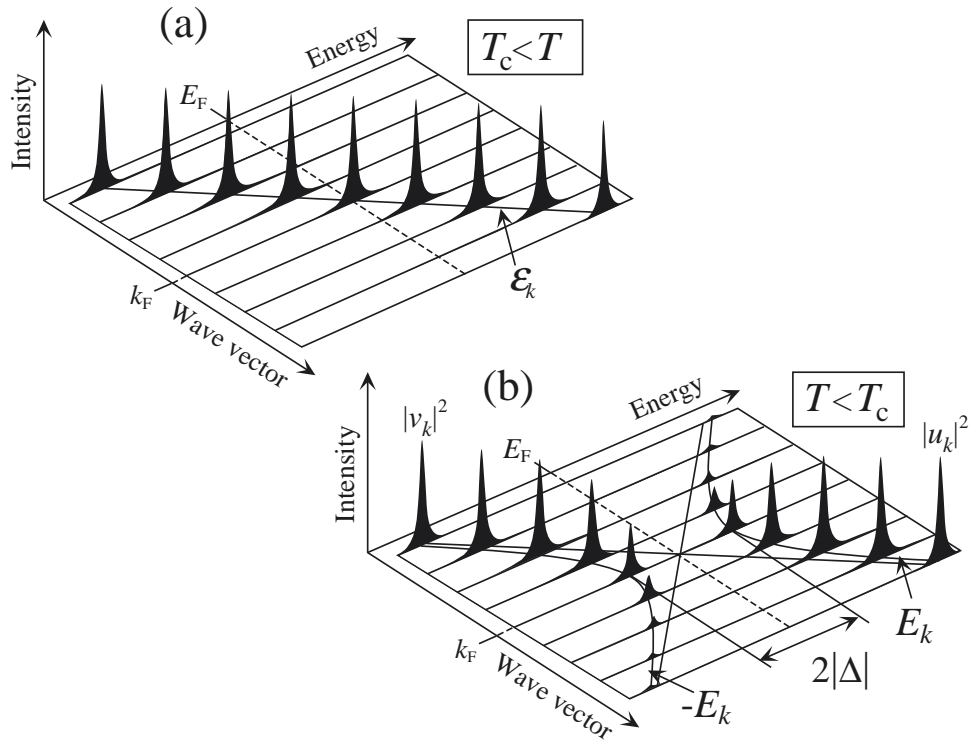 (a)
T_c<T
Energy
Intensity
E_F
ε_k
k_F
Wave vector
(b)
T<T_c
Energy
|v_k|^2
|u_k|^2
E_F
Intensity
E_k
k_F
2|Δ|
-E_k
Wave vector